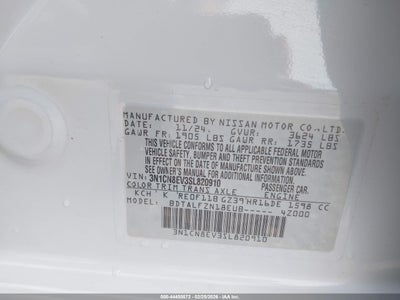 MANUFACTURED BY NISSAN MOTOR CO., LTD.
DATE: 11/24. GVWR: 3624 LBS
GAWR FR: 1905 LBS GAWR RR: 1735 LBS
THIS VEHICLE CONFORMS TO ALL APPLICABLE FEDERAL MOTOR
VEHICLE SAFETY, BUMPER AND THEFT PREVENTION STANDARDS
IN EFFECT ON THE DATE OF MANUFACTURE SHOWN ABOVE.
SEE OWNER'S MANUAL FOR ADDITIONAL INFORMATION.
VIN: 3N1CN8EV3SL820910 PASSENGER CAR.
COLOR TRIM TRANS AXLE ENGINE
KCH K RE0F11B GZ39 HR16DE 1598 CC
BDTALFZN18EUB----- 42000
3N1CN8EV3SL820910